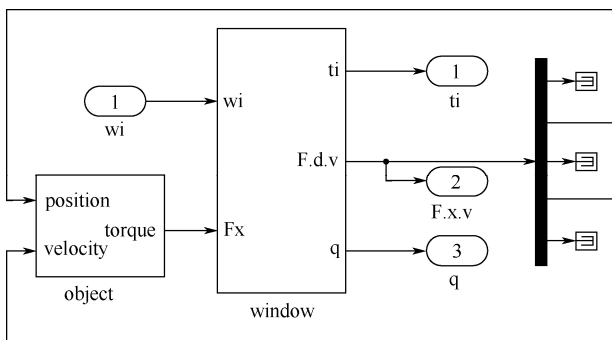 1
wi
wi
Fx
ti
F.d.v
q
window
position
velocity
torque
object
1
ti
2
F.x.v
3
q